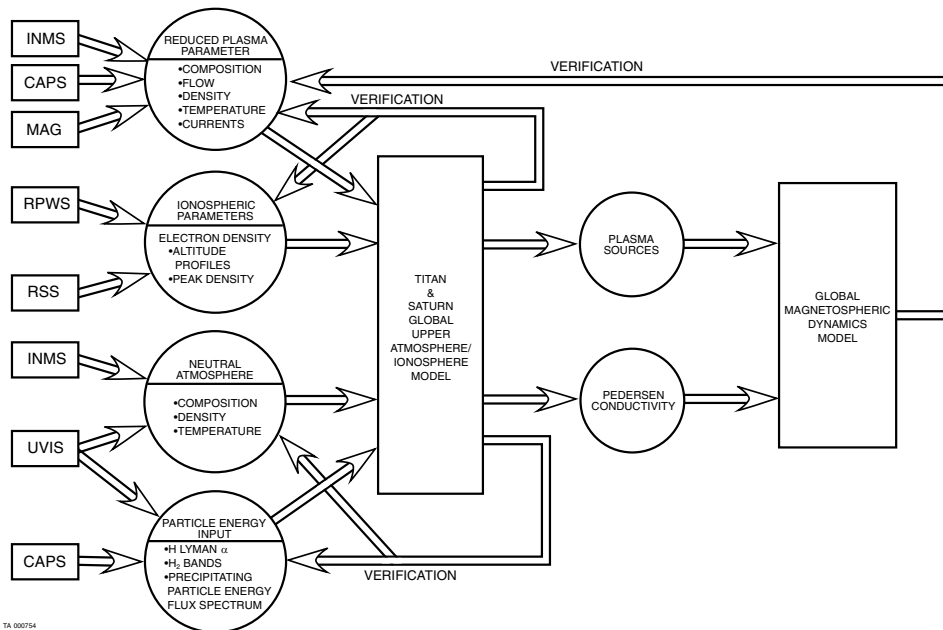 INMS
CAPS
MAG
REDUCED PLASMA
PARAMETER
•COMPOSITION
•FLOW
•DENSITY
•TEMPERATURE
•CURRENTS
VERIFICATION
VERIFICATION
RPWS
RSS
IONOSPHERIC
PARAMETERS
ELECTRON DENSITY
•ALTITUDE
PROFILES
•PEAK DENSITY
INMS
UVIS
NEUTRAL
ATMOSPHERE
•COMPOSITION
•DENSITY
•TEMPERATURE
CAPS
PARTICLE ENERGY
INPUT
•H LYMAN α
•H₂ BANDS
•PRECIPITATING
PARTICLE ENERGY
FLUX SPECTRUM
VERIFICATION
TITAN
&
SATURN
GLOBAL
UPPER
ATMOSPHERE/
IONOSPHERE
MODEL
PLASMA
SOURCES
PEDERSEN
CONDUCTIVITY
GLOBAL
MAGNETOSPHERIC
DYNAMICS
MODEL
TA 000754